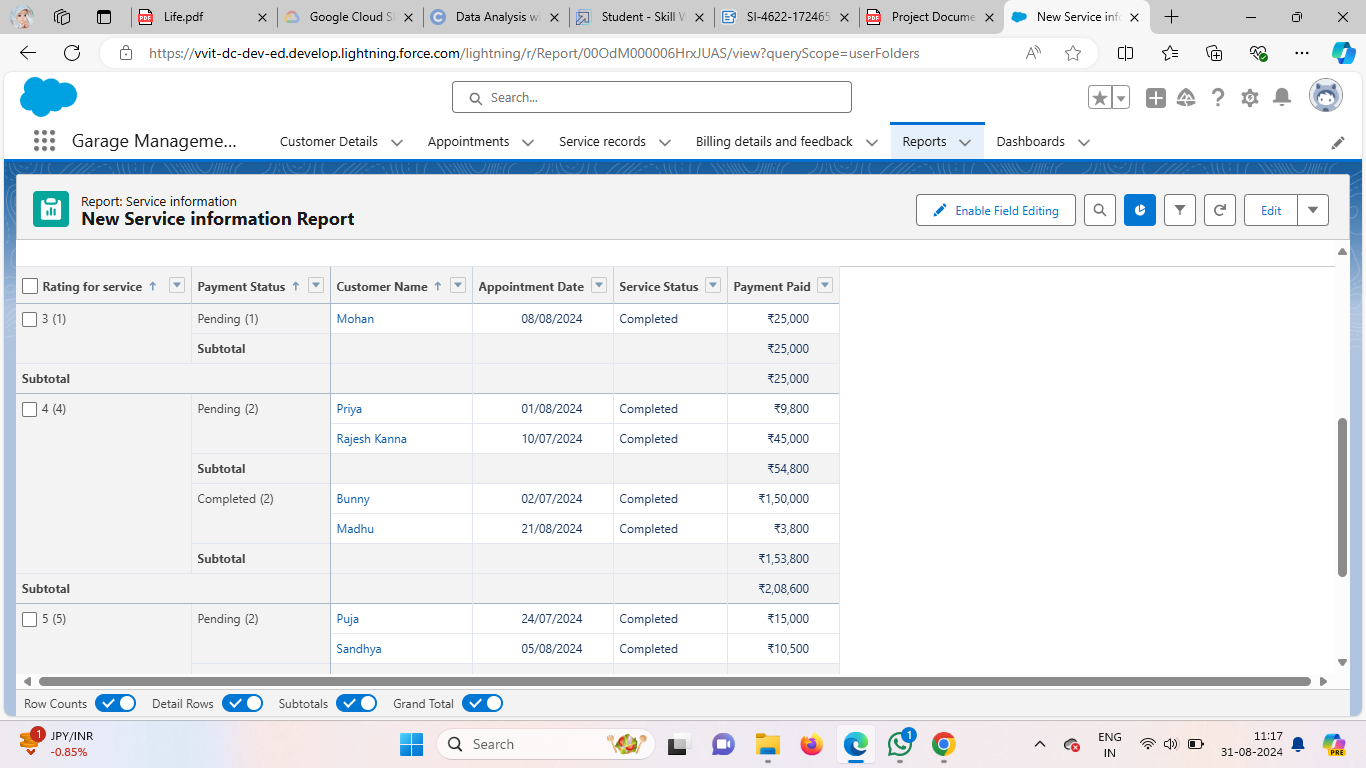 Life.pdf
Google Cloud S
Data Analysis w
Student - Skill
SI-4622-172465
Project Docume
New Service inf
https://vvit-dc-dev-ed.develop.lightning.force.com/lightning/r/Report/00OdM000006HrxJUAS/view?queryScope=userFolders
Search...
Garage Manageme...
Customer Details
Appointments
Service records
Billing details and feedback
Reports
Dashboards
Report: Service information
New Service information Report
Enable Field Editing
Edit
Rating for service ↑ Payment Status ↑ Customer Name ↑ Appointment Date Service Status Payment Paid
3 (1) Pending (1) Mohan 08/08/2024 Completed ₹25,000
Subtotal ₹25,000
Subtotal ₹25,000
4 (4) Pending (2) Priya 01/08/2024 Completed ₹9,800
Rajesh Kanna 10/07/2024 Completed ₹45,000
Subtotal ₹54,800
Completed (2) Bunny 02/07/2024 Completed ₹1,50,000
Madhu 21/08/2024 Completed ₹3,800
Subtotal ₹1,53,800
Subtotal ₹2,08,600
5 (5) Pending (2) Puja 24/07/2024 Completed ₹15,000
Sandhya 05/08/2024 Completed ₹10,500
Row Counts Detail Rows Subtotals Grand Total
1
JPY/INR
-0.85%
Search
1
ENG
IN
11:17
31-08-2024
PRE